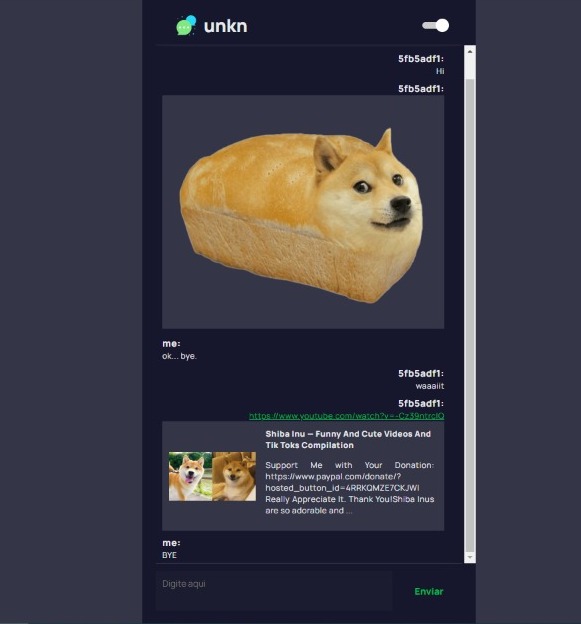 unkn
5fb5adf1:
Hi
5fb5adf1:
me:
ok... bye.
5fb5adf1:
waaaiit
5fb5adf1:
https://www.youtube.com/watch?v=-Cz39ntrclQ
Shiba Inu — Funny And Cute Videos And
Tik Toks Compilation
Support Me with Your Donation:
https://www.paypal.com/donate/?
hosted_button_id=4RRKQMZE7CKJWI
Really Appreciate It. Thank You!Shiba Inus
are so adorable and ...
me:
BYE
Digite aqui
Enviar